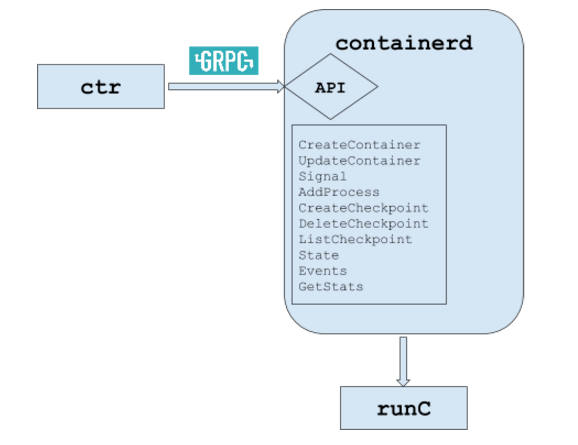 containerd
GRPC
ctr
API
CreateContainer
UpdateContainer
Signal
AddProcess
CreateCheckpoint
DeleteCheckpoint
ListCheckpoint
State
Events
GetStats
runC